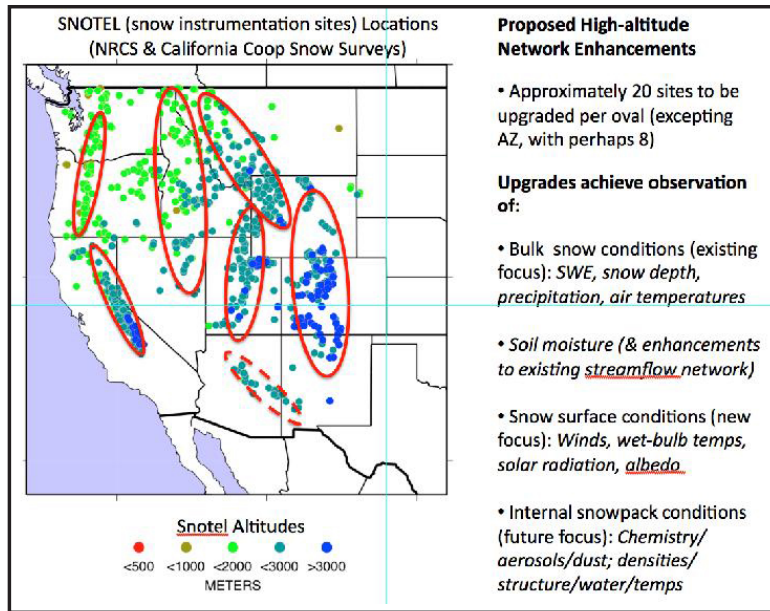 SNOTEL (snow instrumentation sites) Locations
(NRCS & California Coop Snow Surveys)
Snotel Altitudes
<500 <1000 <2000 <3000 >3000
METERS
Proposed High-altitude
Network Enhancements
• Approximately 20 sites to be
upgraded per oval (excepting
AZ, with perhaps 8)
Upgrades achieve observation
of:
• Bulk snow conditions (existing
focus): SWE, snow depth,
precipitation, air temperatures
• Soil moisture (& enhancements
to existing streamflow network)
• Snow surface conditions (new
focus): Winds, wet-bulb temps,
solar radiation, albedo
• Internal snowpack conditions
(future focus): Chemistry/
aerosols/dust; densities/
structure/water/temps